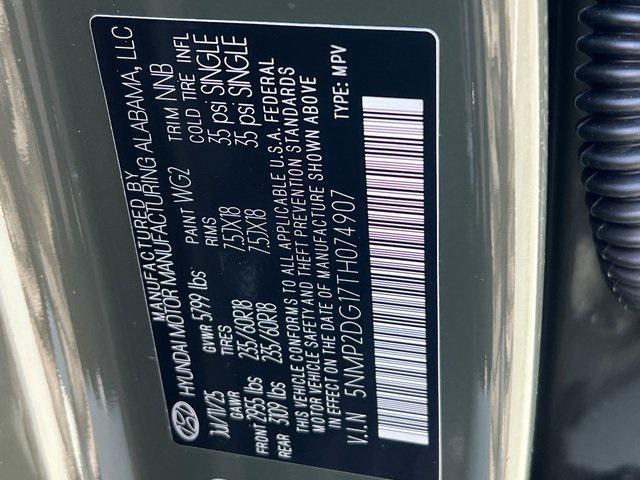 MANUFACTURED BY
HYUNDAI MOTOR MANUFACTURING ALABAMA, LLC
GVWR 5799 lbs PAINT WG2 TRIM NNB
GAWR TIRES RIMS COLD TIRE INFL
FRONT 2955 lbs 235/60R18 7.5JX18 35 psi SINGLE
REAR 3109 lbs 235/60R18 7.5JX18 35 psi SINGLE
THIS VEHICLE CONFORMS TO ALL APPLICABLE U.S.A. FEDERAL
MOTOR VEHICLE SAFETY AND THEFT PREVENTION STANDARDS
IN EFFECT ON THE DATE OF MANUFACTURE SHOWN ABOVE
V.I.N 5NMP2DG17TH074907 TYPE: MPV